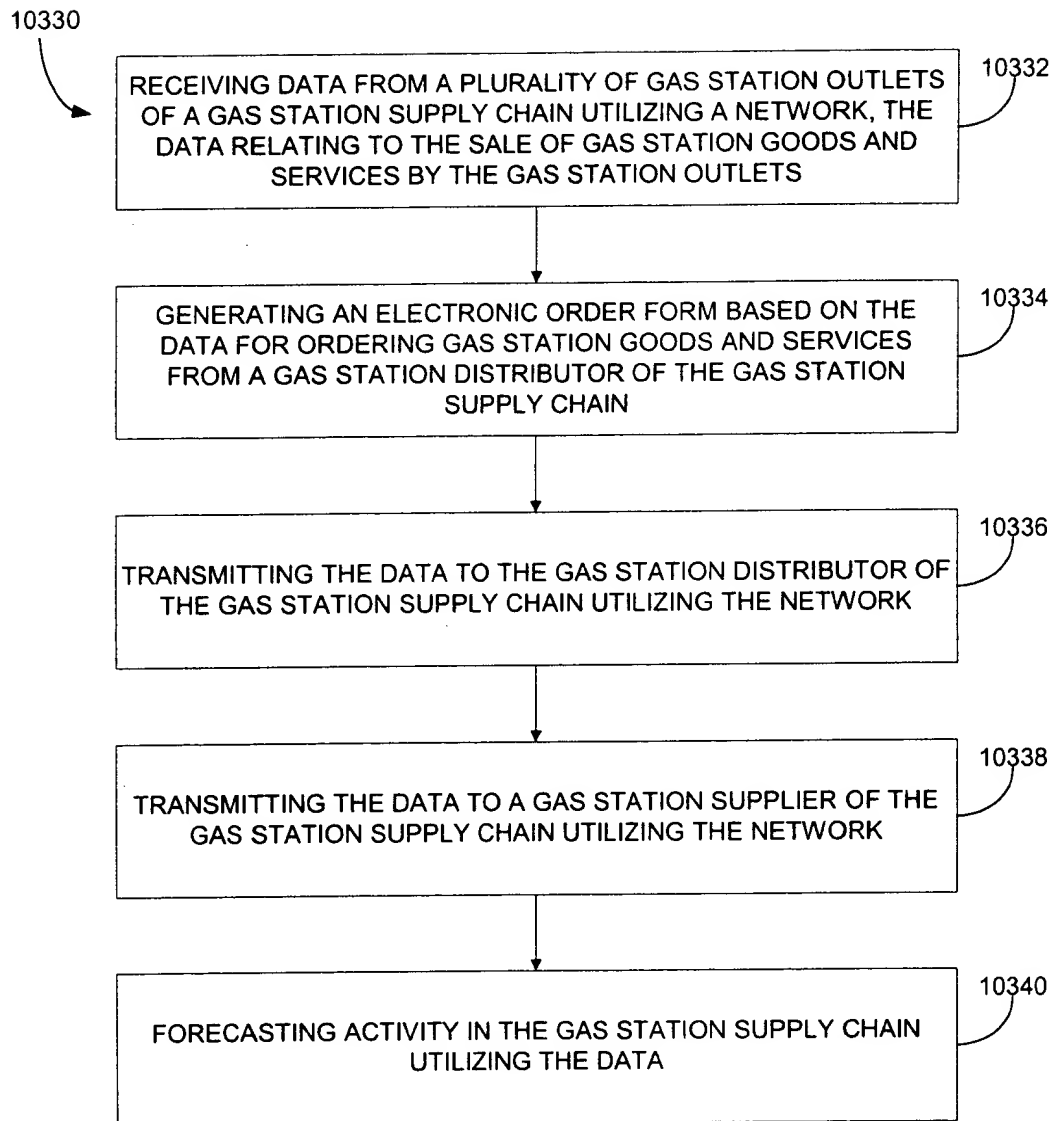 10330
RECEIVING DATA FROM A PLURALITY OF GAS STATION OUTLETS
OF A GAS STATION SUPPLY CHAIN UTILIZING A NETWORK, THE
DATA RELATING TO THE SALE OF GAS STATION GOODS AND
SERVICES BY THE GAS STATION OUTLETS
10332
GENERATING AN ELECTRONIC ORDER FORM BASED ON THE
DATA FOR ORDERING GAS STATION GOODS AND SERVICES
FROM A GAS STATION DISTRIBUTOR OF THE GAS STATION
SUPPLY CHAIN
10334
TRANSMITTING THE DATA TO THE GAS STATION DISTRIBUTOR OF
THE GAS STATION SUPPLY CHAIN UTILIZING THE NETWORK
10336
TRANSMITTING THE DATA TO A GAS STATION SUPPLIER OF THE
GAS STATION SUPPLY CHAIN UTILIZING THE NETWORK
10338
FORECASTING ACTIVITY IN THE GAS STATION SUPPLY CHAIN
UTILIZING THE DATA
10340